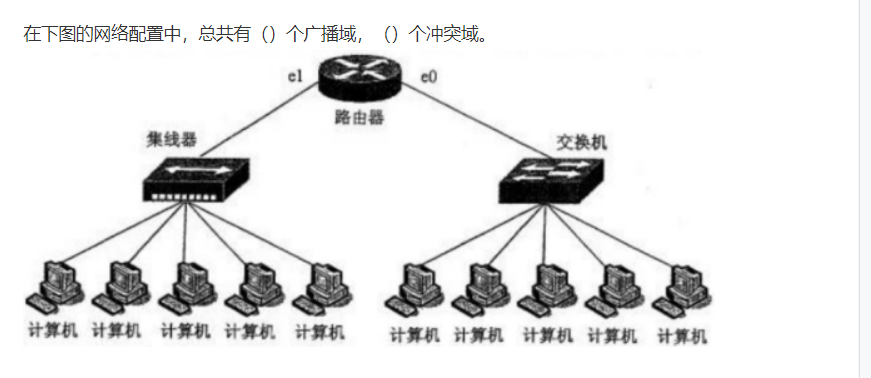 在下图的网络配置中，总共有（）个广播域，（）个冲突域。
e1 e0
路由器
集线器 交换机
计算机 计算机 计算机 计算机 计算机 计算机 计算机 计算机 计算机 计算机